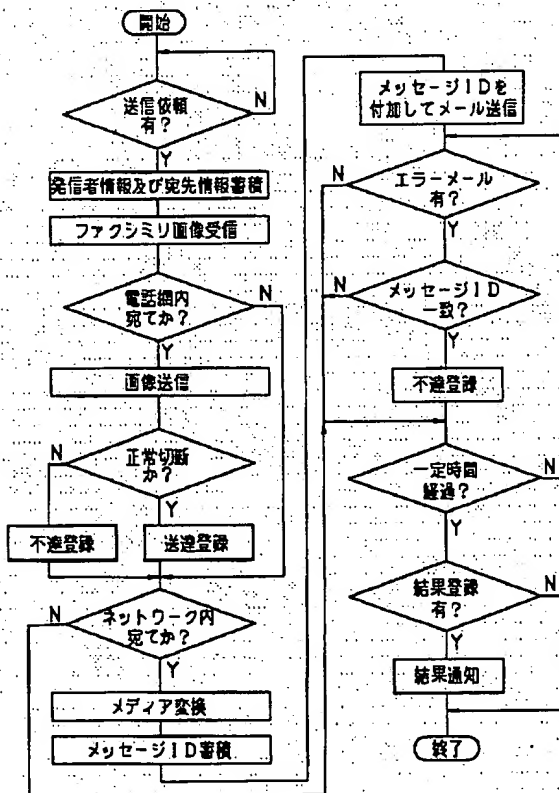 開始
送信依頼
有?
N
Y
発信者情報及び宛先情報蓄積
ファクシミリ画像受信
電話網内
宛てか?
N
Y
画像送信
正常切断
か?
N
Y
不達登録
送達登録
ネットワーク内
宛てか?
N
Y
メディア変換
メッセージID蓄積
メッセージIDを
付加してメール送信
エラーメール
有?
N
Y
メッセージID
一致?
N
Y
不達登録
一定時間
経過?
N
Y
結果登録
有?
N
Y
結果通知
終了